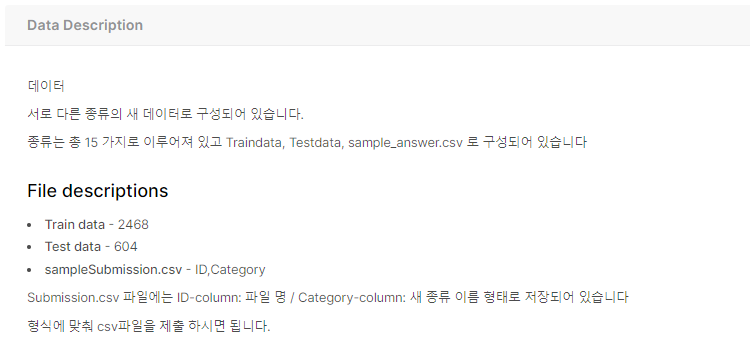 Data Description
데이터
서로 다른 종류의 새 데이터로 구성되어 있습니다.
종류는 총 15 가지로 이루어져 있고 Traindata, Testdata, sample_answer.csv 로 구성되어 있습니다
File descriptions
• Train data - 2468
• Test data - 604
• sampleSubmission.csv - ID,Category
Submission.csv 파일에는 ID-column: 파일 명 / Category-column: 새 종류 이름 형태로 저장되어 있습니다
형식에 맞춰 csv파일을 제출 하시면 됩니다.